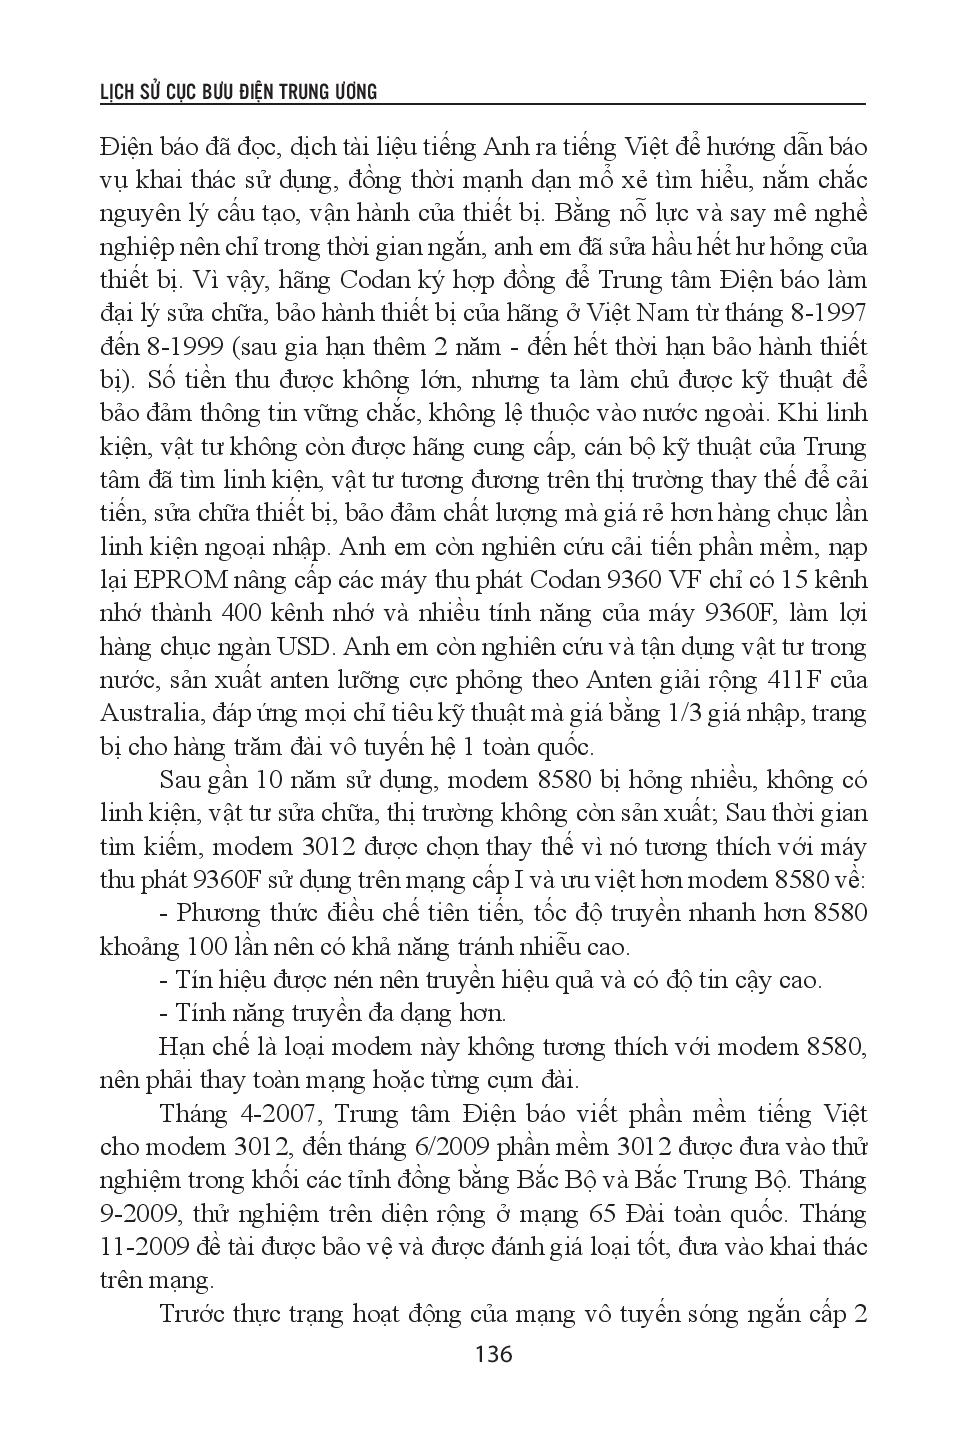 LỊCH SỬ CỤC BƯU ĐIỆN TRUNG ƯƠNG
Điện báo đã đọc, dịch tài liệu tiếng Anh ra tiếng Việt để hướng dẫn báo
vụ khai thác sử dụng, đồng thời mạnh dạn mổ xẻ tìm hiểu, nắm chắc
nguyên lý cấu tạo, vận hành của thiết bị. Bằng nỗ lực và say mê nghề
nghiệp nên chỉ trong thời gian ngắn, anh em đã sửa hầu hết hư hỏng của
thiết bị. Vì vậy, hãng Codan ký hợp đồng để Trung tâm Điện báo làm
đại lý sửa chữa, bảo hành thiết bị của hãng ở Việt Nam từ tháng 8-1997
đến 8-1999 (sau gia hạn thêm 2 năm - đến hết thời hạn bảo hành thiết
bị). Số tiền thu được không lớn, nhưng ta làm chủ được kỹ thuật để
bảo đảm thông tin vững chắc, không lệ thuộc vào nước ngoài. Khi linh
kiện, vật tư không còn được hãng cung cấp, cán bộ kỹ thuật của Trung
tâm đã tìm linh kiện, vật tư tương đương trên thị trường thay thế để cải
tiến, sửa chữa thiết bị, bảo đảm chất lượng mà giá rẻ hơn hàng chục lần
linh kiện ngoại nhập. Anh em còn nghiên cứu cải tiến phần mềm, nạp
lại EPROM nâng cấp các máy thu phát Codan 9360 VF chỉ có 15 kênh
nhớ thành 400 kênh nhớ và nhiều tính năng của máy 9360F, làm lợi
hàng chục ngàn USD. Anh em còn nghiên cứu và tận dụng vật tư trong
nước, sản xuất anten lưỡng cực phỏng theo Anten giải rộng 411F của
Australia, đáp ứng mọi chỉ tiêu kỹ thuật mà giá bằng 1/3 giá nhập, trang
bị cho hàng trăm đài vô tuyến hệ 1 toàn quốc.
Sau gần 10 năm sử dụng, modem 8580 bị hỏng nhiều, không có
linh kiện, vật tư sửa chữa, thị trường không còn sản xuất; Sau thời gian
tìm kiếm, modem 3012 được chọn thay thế vì nó tương thích với máy
thu phát 9360F sử dụng trên mạng cấp I và ưu việt hơn modem 8580 về:
- Phương thức điều chế tiên tiến, tốc độ truyền nhanh hơn 8580
khoảng 100 lần nên có khả năng tránh nhiễu cao.
- Tín hiệu được nén nên truyền hiệu quả và có độ tin cậy cao.
- Tính năng truyền đa dạng hơn.
Hạn chế là loại modem này không tương thích với modem 8580,
nên phải thay toàn mạng hoặc từng cụm đài.
Tháng 4-2007, Trung tâm Điện báo viết phần mềm tiếng Việt
cho modem 3012, đến tháng 6/2009 phần mềm 3012 được đưa vào thử
nghiệm trong khối các tỉnh đồng bằng Bắc Bộ và Bắc Trung Bộ. Tháng
9-2009, thử nghiệm trên diện rộng ở mạng 65 Đài toàn quốc. Tháng
11-2009 đề tài được bảo vệ và được đánh giá loại tốt, đưa vào khai thác
trên mạng.
Trước thực trạng hoạt động của mạng vô tuyến sóng ngắn cấp 2
136